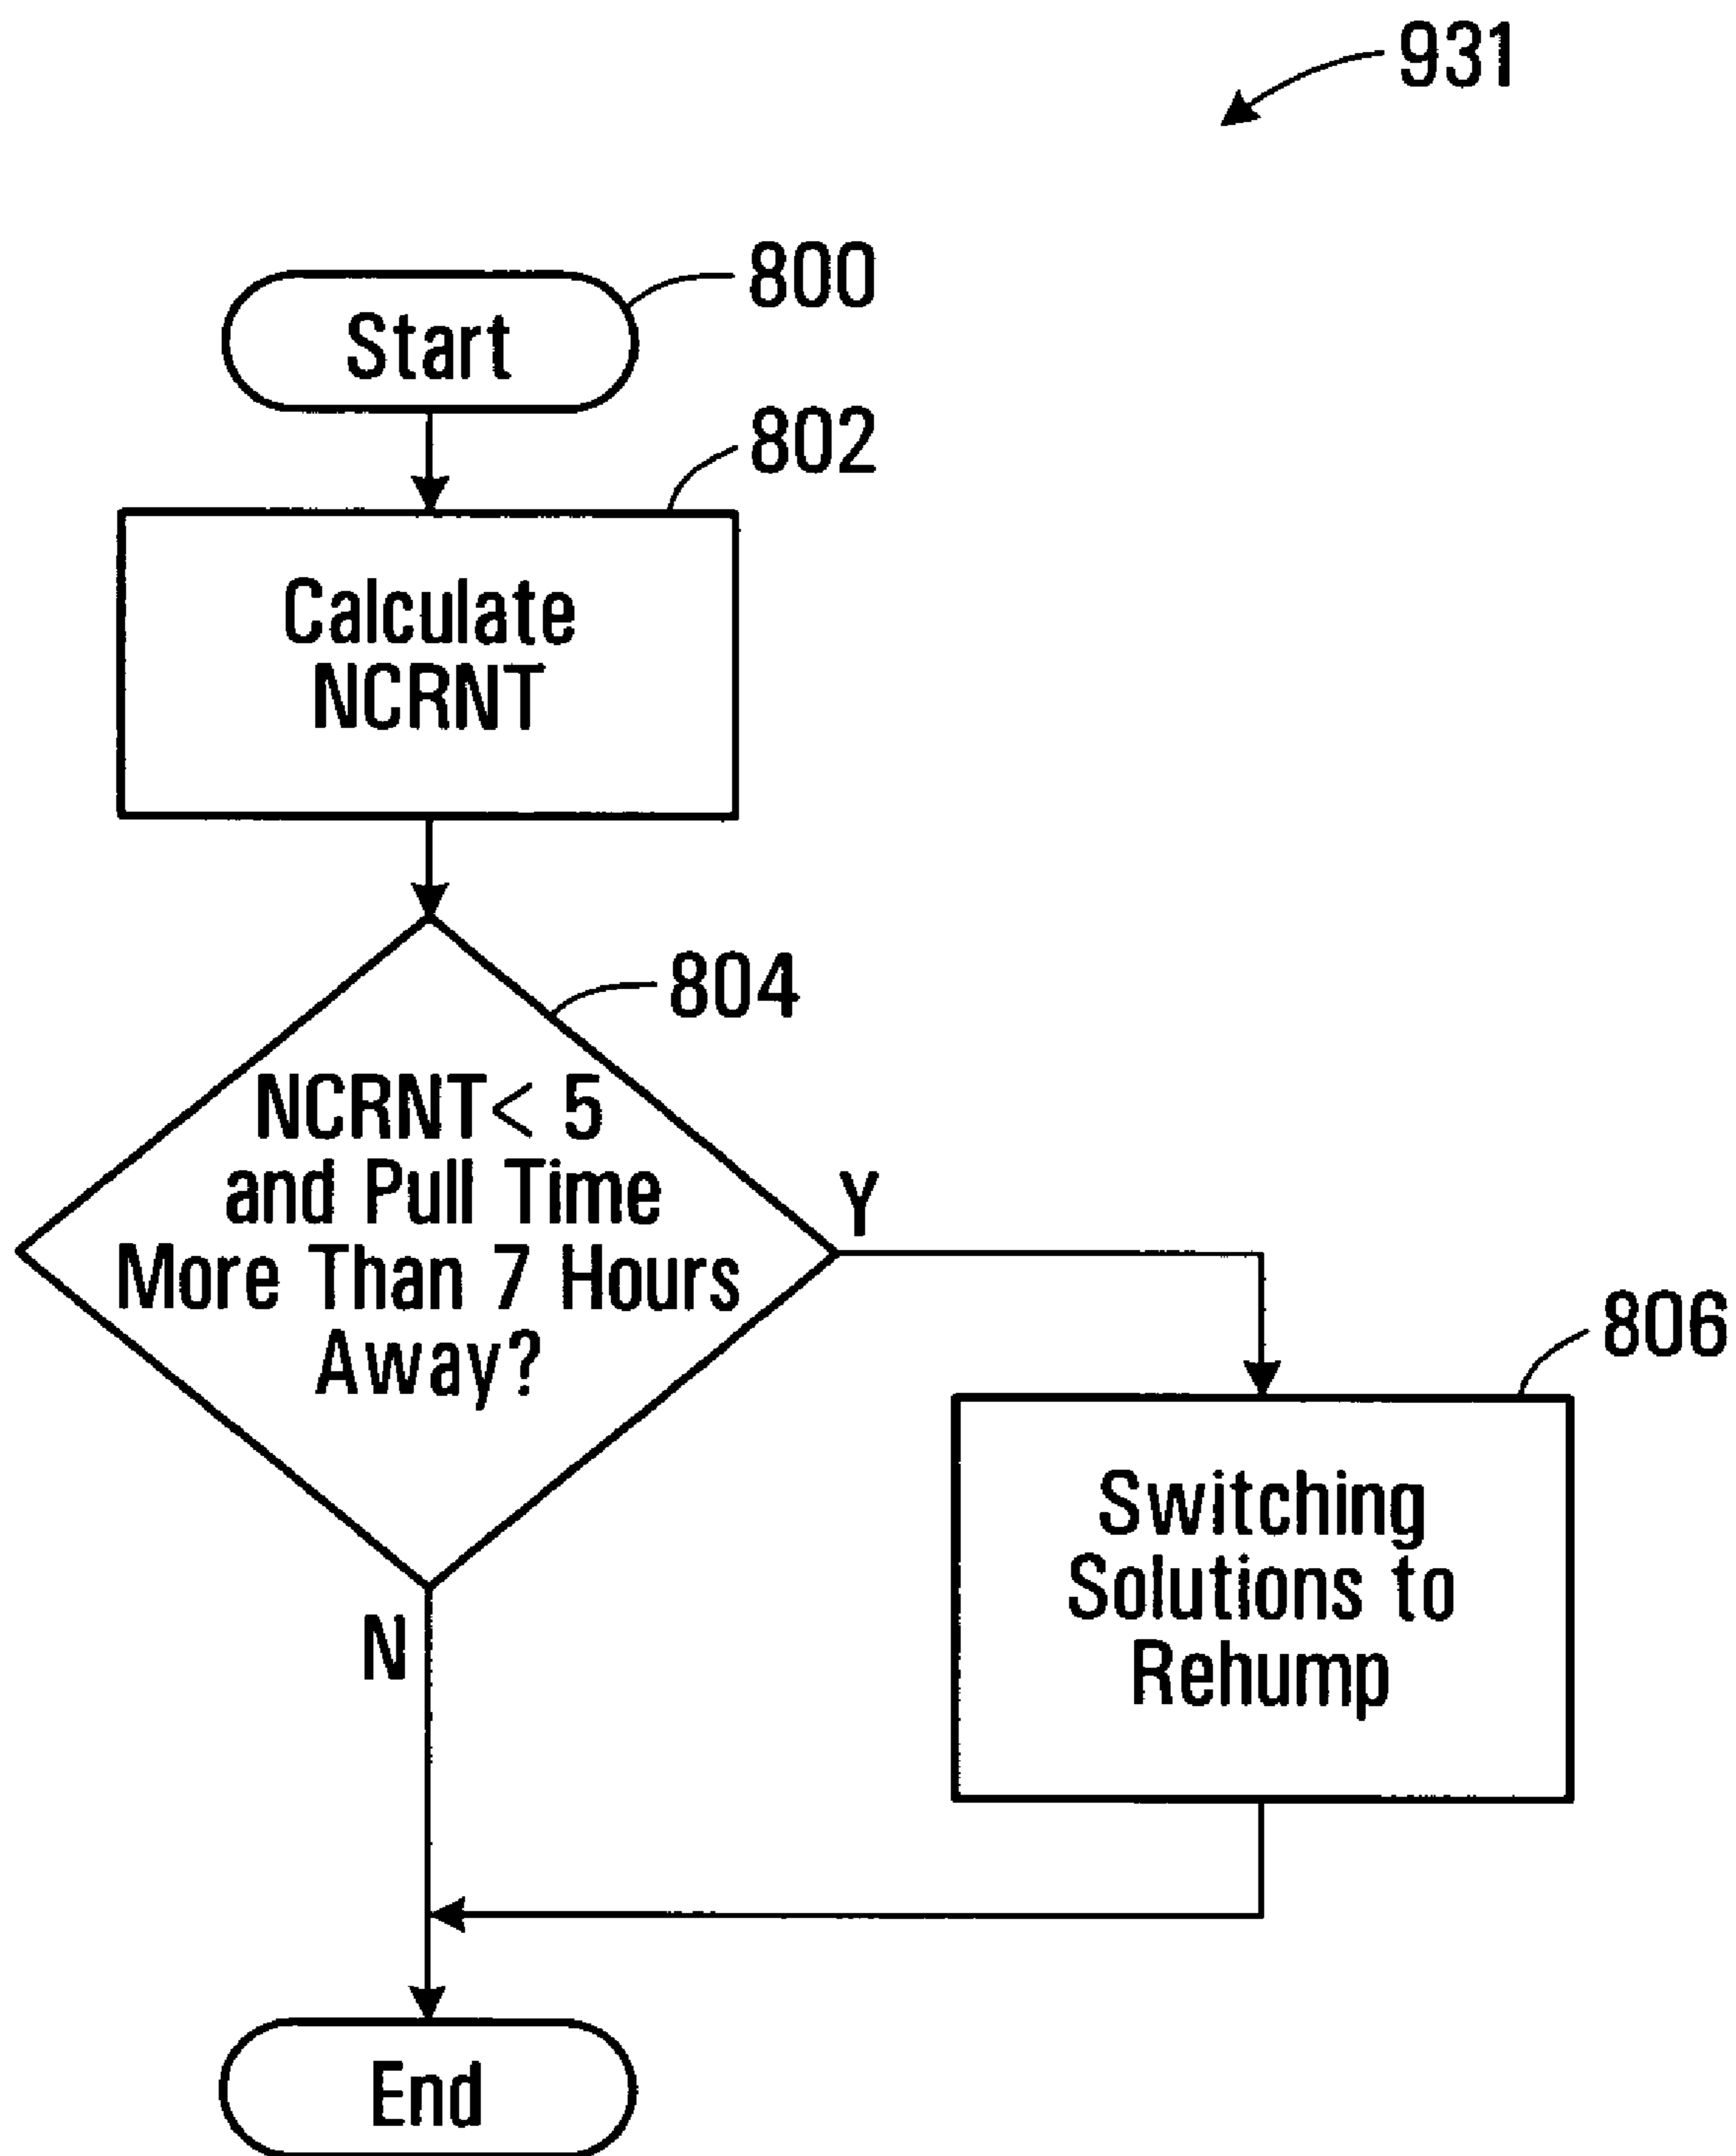 931
800
Start
802
Calculate
NCRNT
804
NCRNT< 5
and Pull Time
More Than 7 Hours
Away?
Y
806
Switching
Solutions to
Rehump
N
End